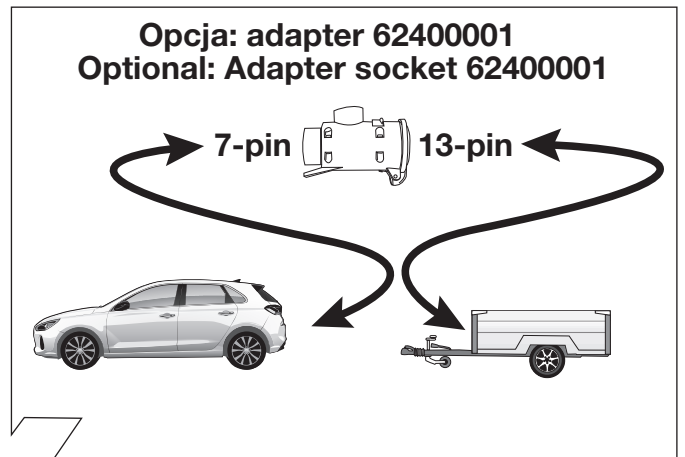 Opcja: adapter 62400001
Optional: Adapter socket 62400001
7-pin 13-pin